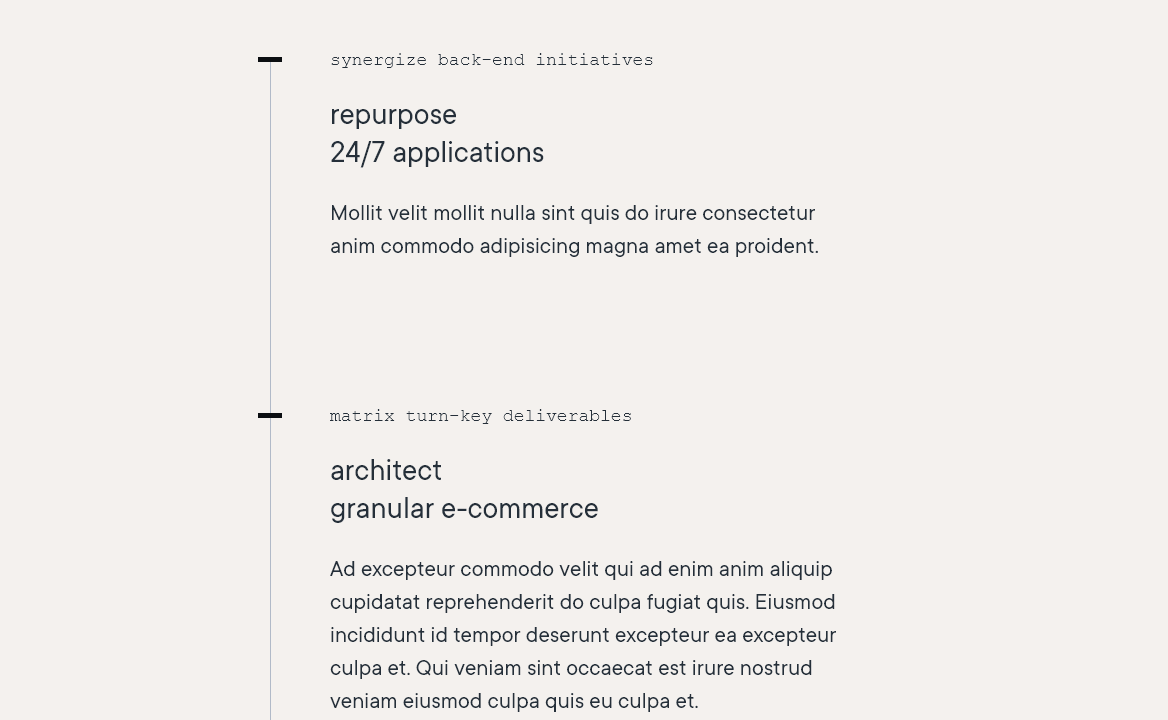 synergize back-end initiatives
repurpose
24/7 applications
Mollit velit mollit nulla sint quis do irure consectetur
anim commodo adipisicing magna amet ea proident.
matrix turn-key deliverables
architect
granular e-commerce
Ad excepteur commodo velit qui ad enim anim aliquip
cupidatat reprehenderit do culpa fugiat quis. Eiusmod
incididunt id tempor deserunt excepteur ea excepteur
culpa et. Qui veniam sint occaecat est irure nostrud
veniam eiusmod culpa quis eu culpa et.